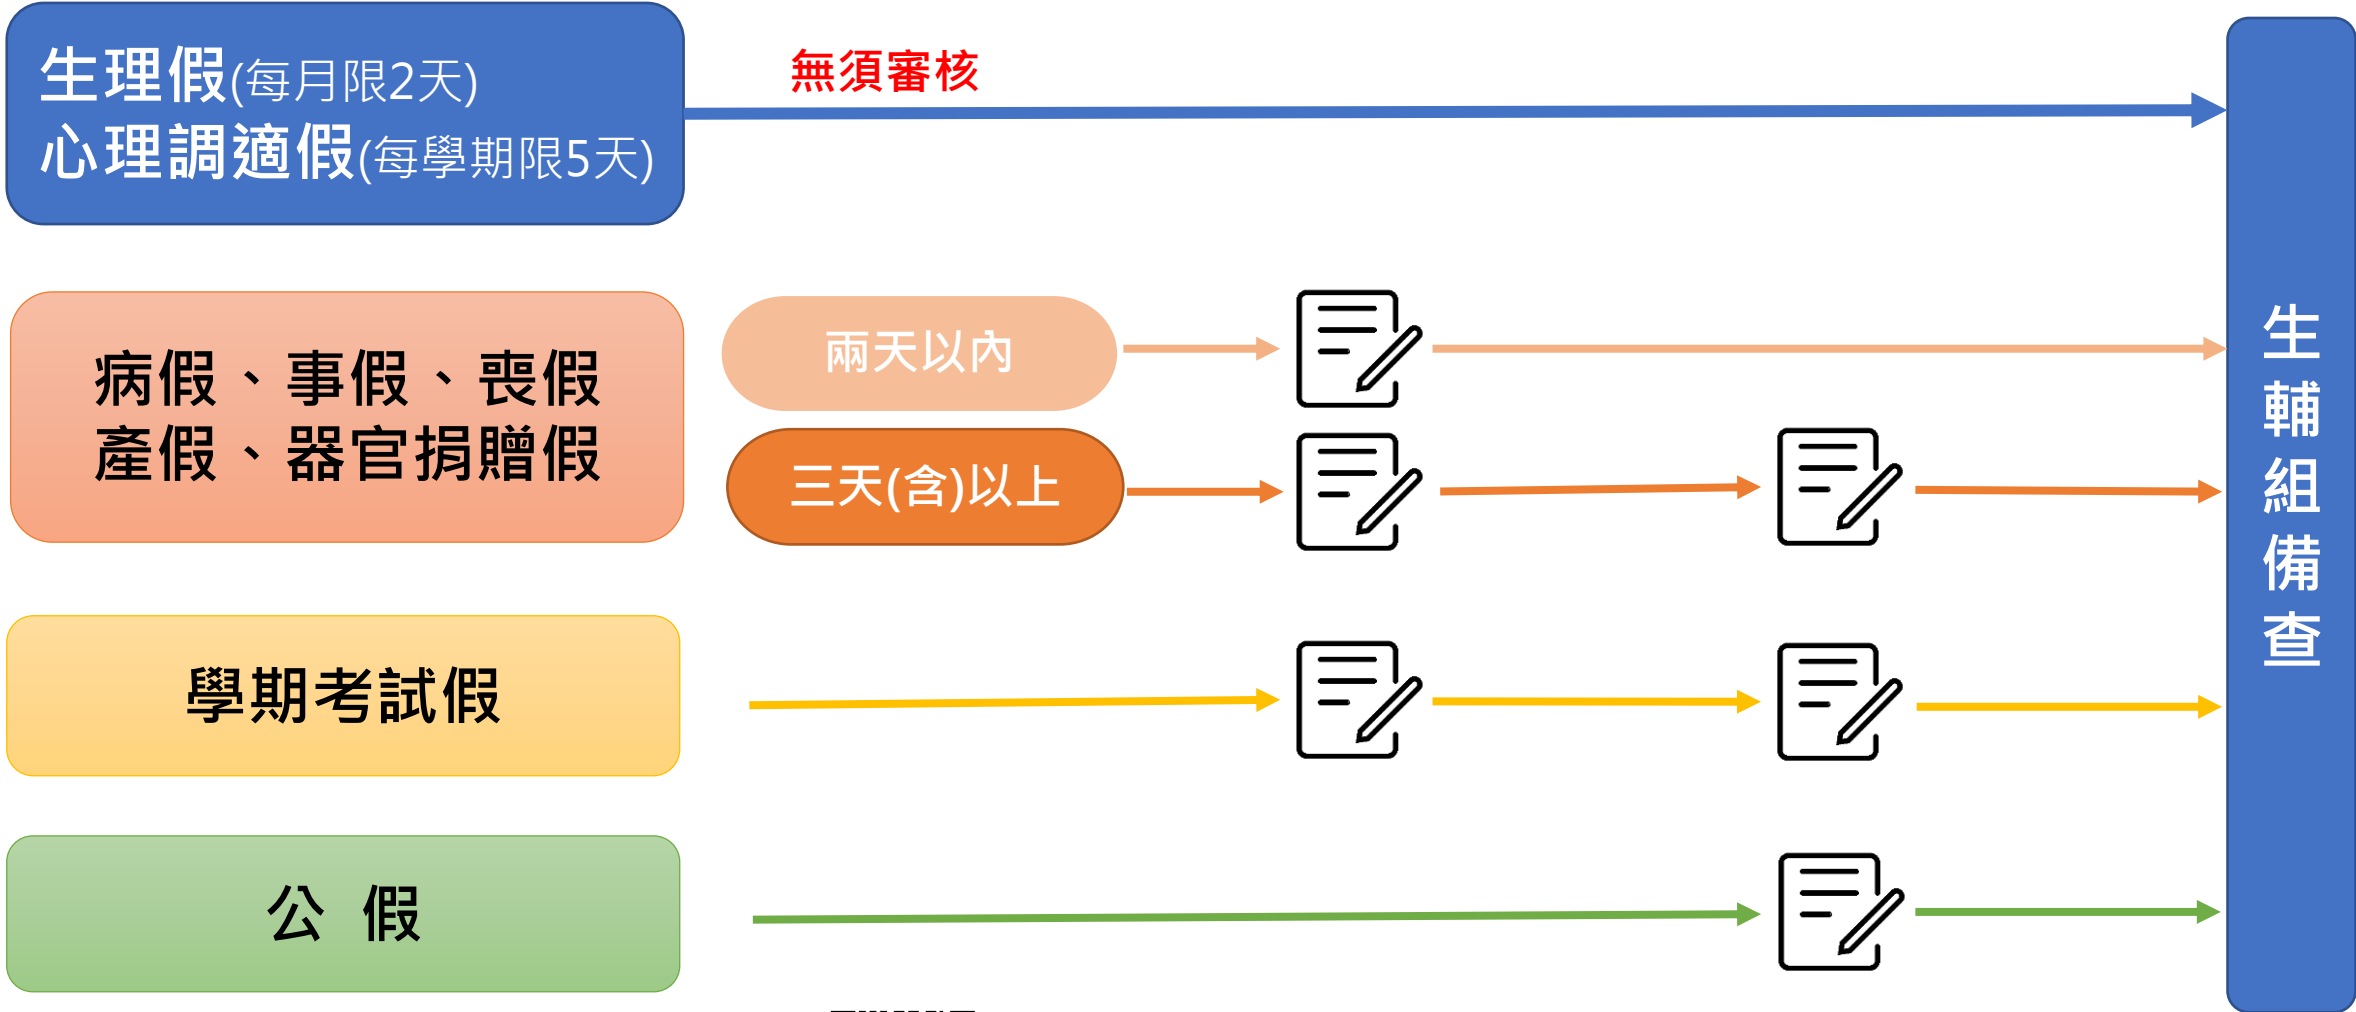 生理假(每月限2天)
心理調適假(每學期限5天)
無須審核
病假、事假、喪假
產假、器官捐贈假
兩天以內
三天(含)以上
學期考試假
公 假
生輔組備查